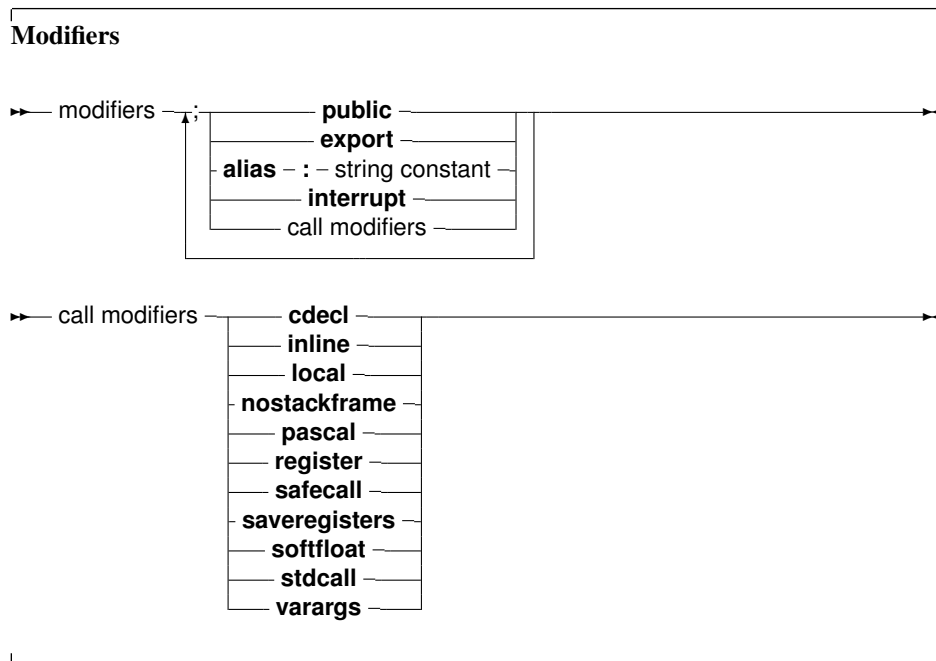 Modifiers
modifiers ; public
export
alias : string constant
interrupt
call modifiers
call modifiers cdecl
inline
local
nostackframe
pascal
register
safecall
saveregisters
softfloat
stdcall
varargs